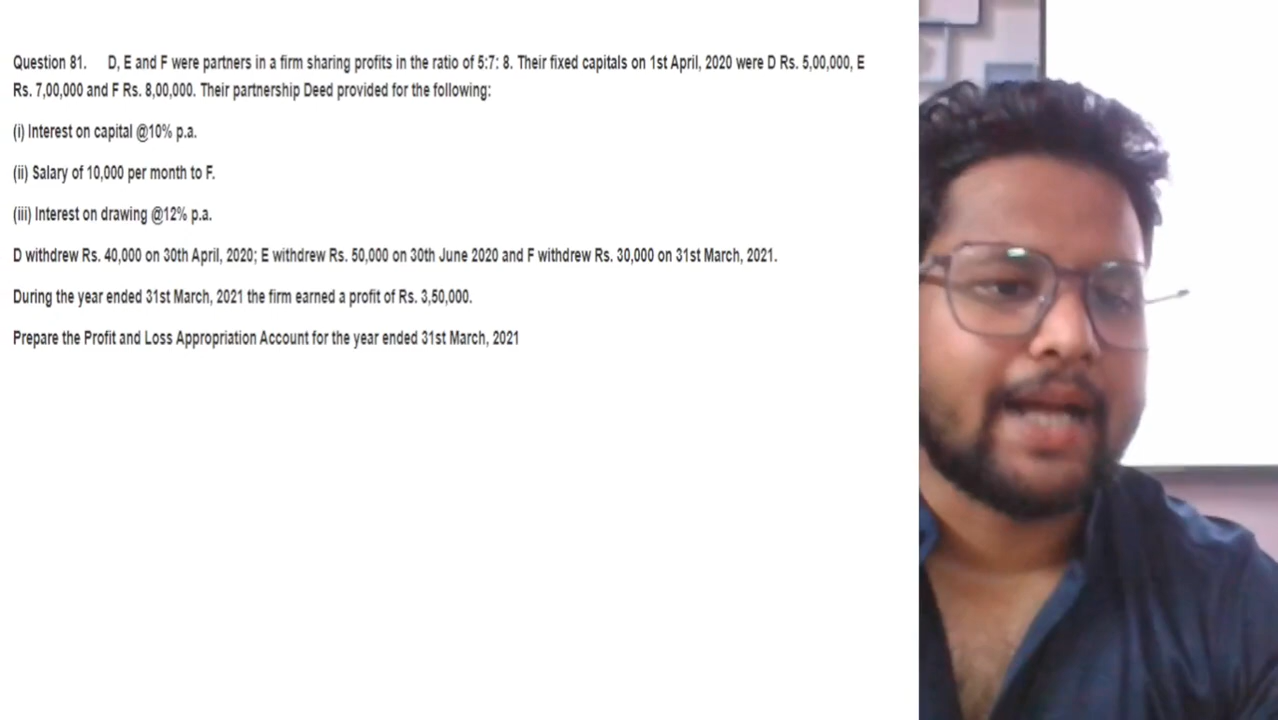 Question 81. D, E and F were partners in a firm sharing profits in the ratio of 5:7: 8. Their fixed capitals on 1st April, 2020 were D Rs. 5,00,000, E
Rs. 7,00,000 and F Rs. 8,00,000. Their partnership Deed provided for the following:
(i) Interest on capital @10% p.a.
(ii) Salary of 10,000 per month to F.
(iii) Interest on drawing @12% p.a.
D withdrew Rs. 40,000 on 30th April, 2020; E withdrew Rs. 50,000 on 30th June 2020 and F withdrew Rs. 30,000 on 31st March, 2021.
During the year ended 31st March, 2021 the firm earned a profit of Rs. 3,50,000.
Prepare the Profit and Loss Appropriation Account for the year ended 31st March, 2021